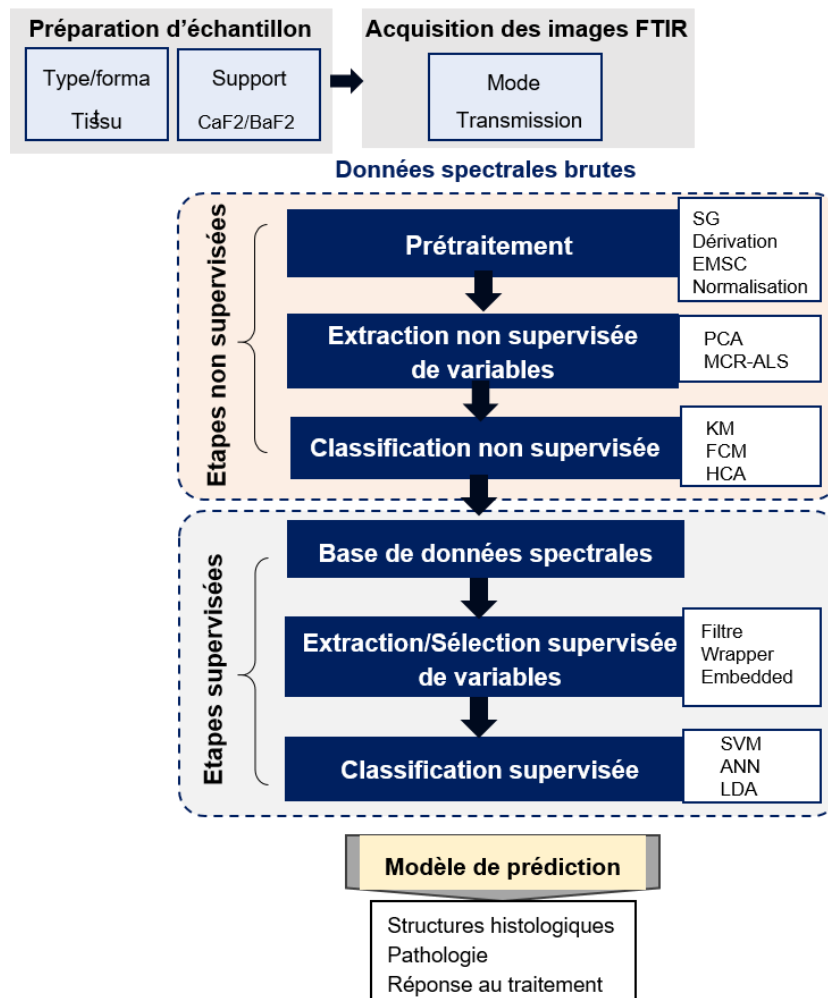 Préparation d’échantillon
Type/forma
t
Tissu
Support
CaF2/BaF2
Acquisition des images FTIR
Mode
Transmission
Données spectrales brutes
Etapes non supervisées
Prétraitement
SG
Dérivation
EMSC
Normalisation
Extraction non supervisée
de variables
PCA
MCR-ALS
Classification non supervisée
KM
FCM
HCA
Etapes supervisées
Base de données spectrales
Extraction/Sélection supervisée
de variables
Filtre
Wrapper
Embedded
Classification supervisée
SVM
ANN
LDA
Modèle de prédiction
Structures histologiques
Pathologie
Réponse au traitement